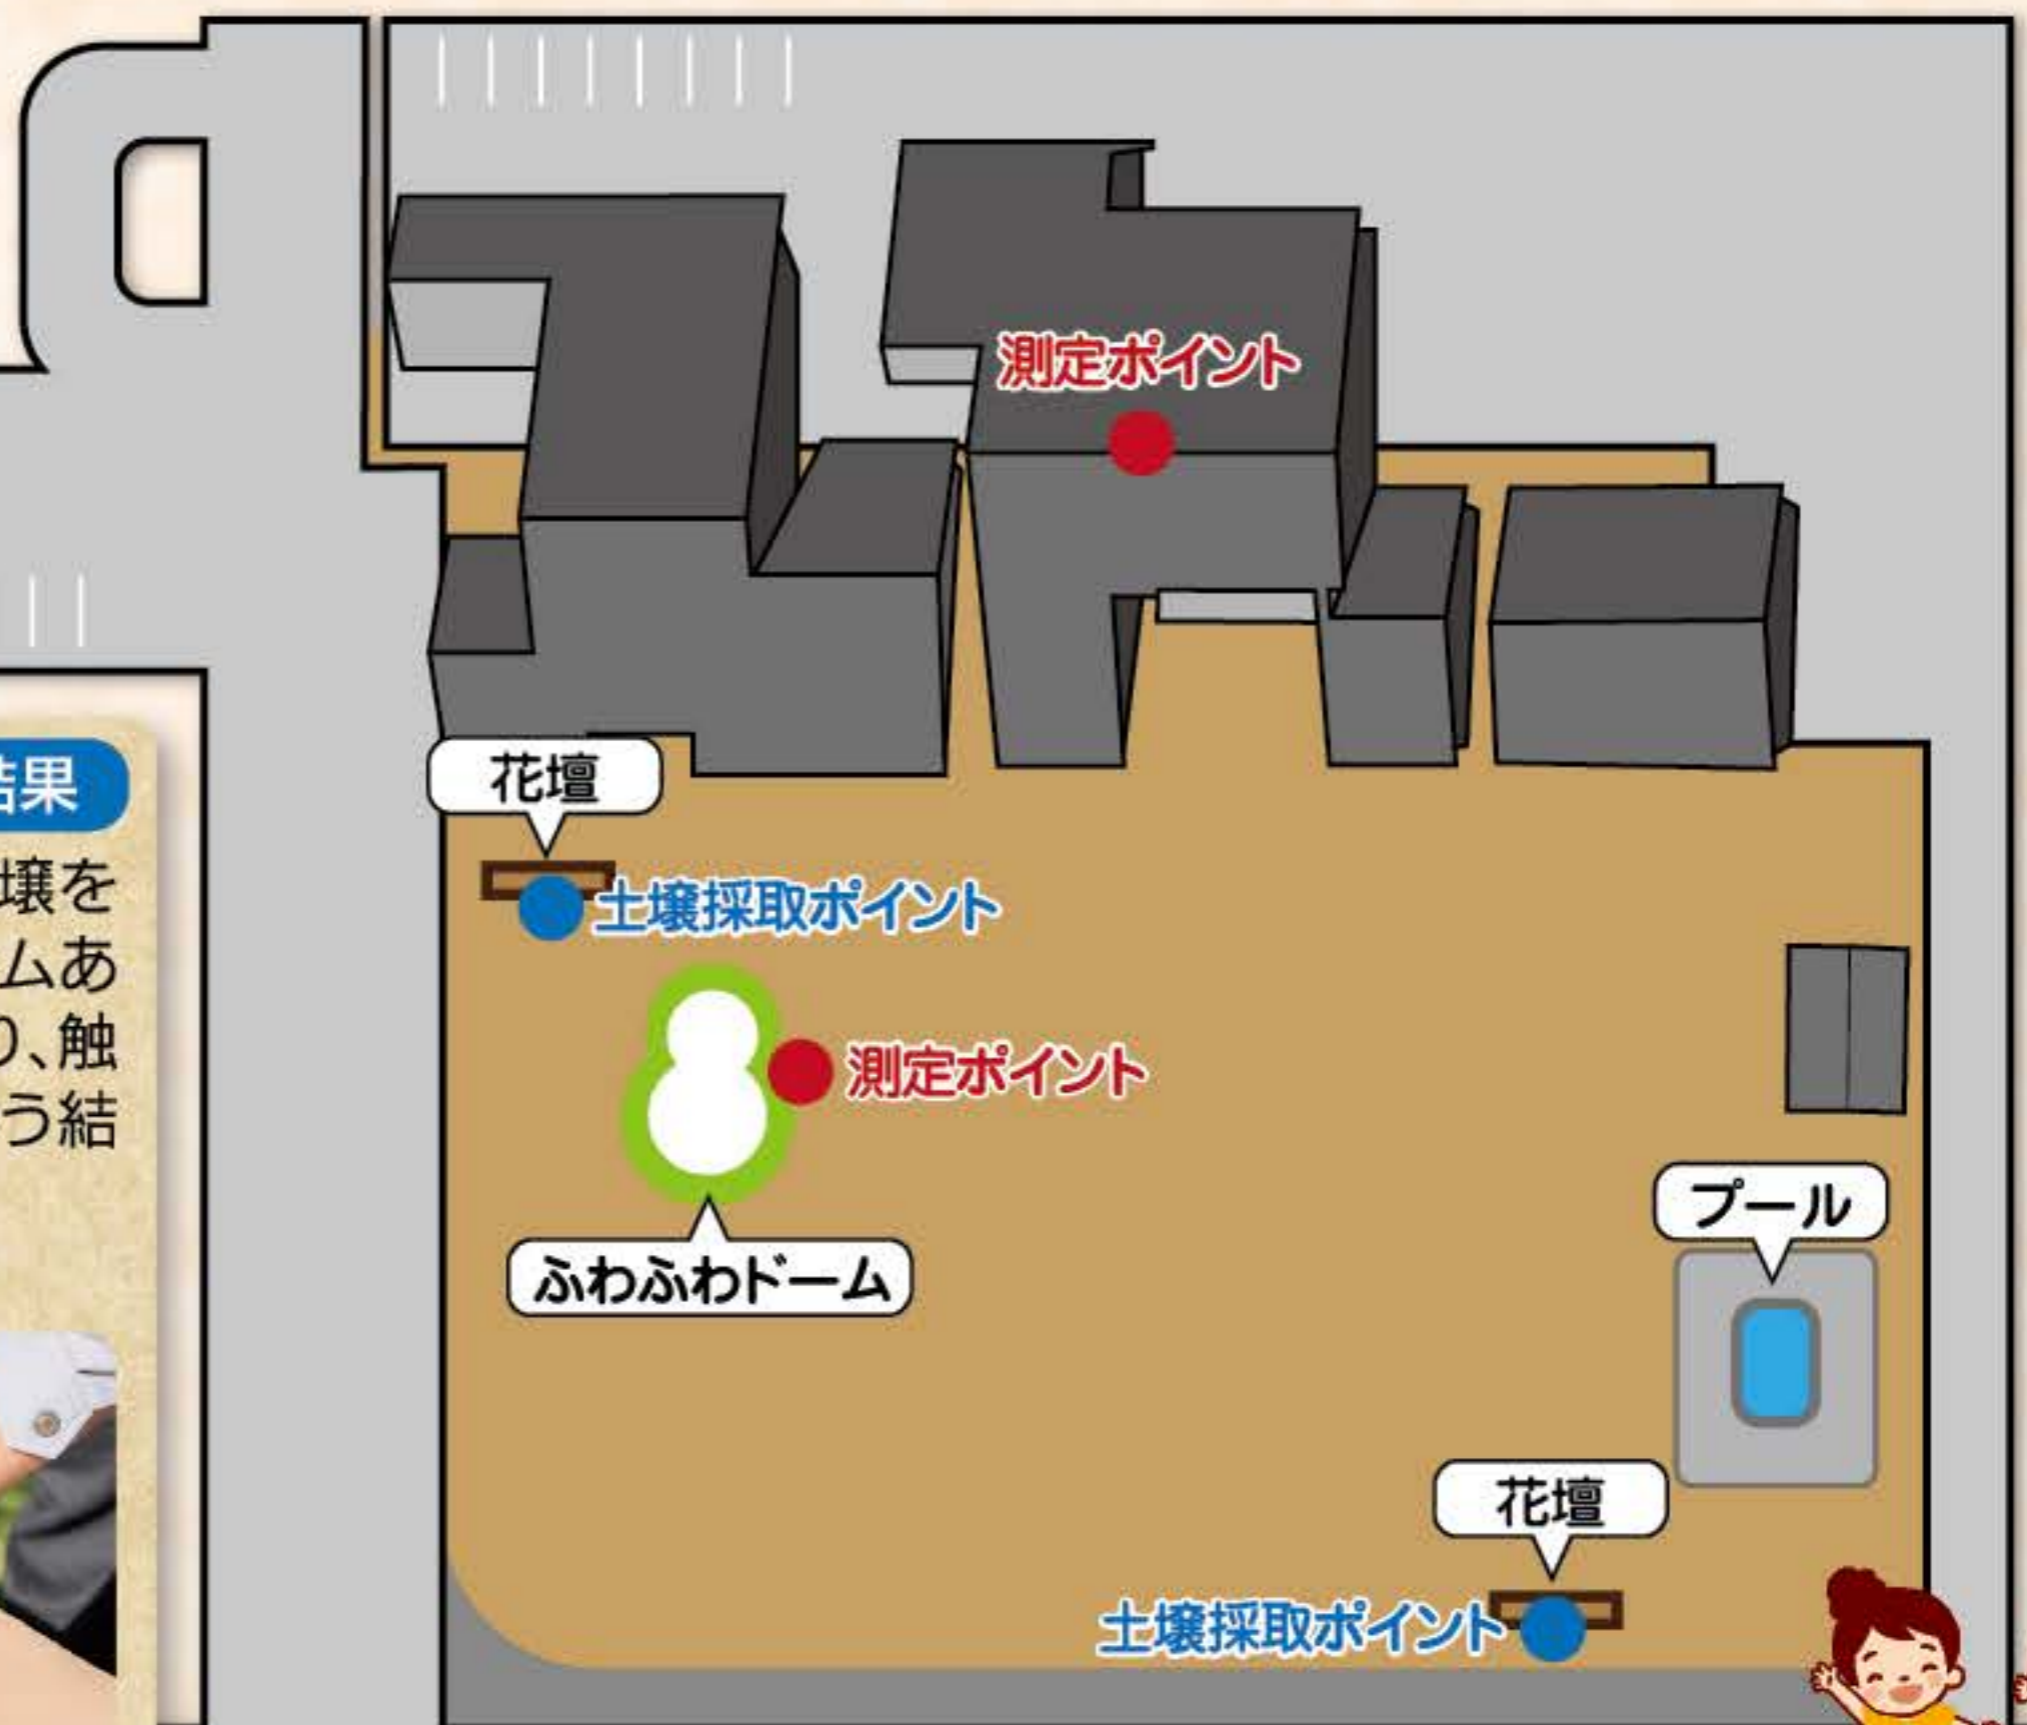 測定ポイント
花壇
土壌採取ポイント
測定ポイント
ふわふわドーム
プール
花壇
土壌採取ポイント
結果
壌を
ムあ
り、触
う結